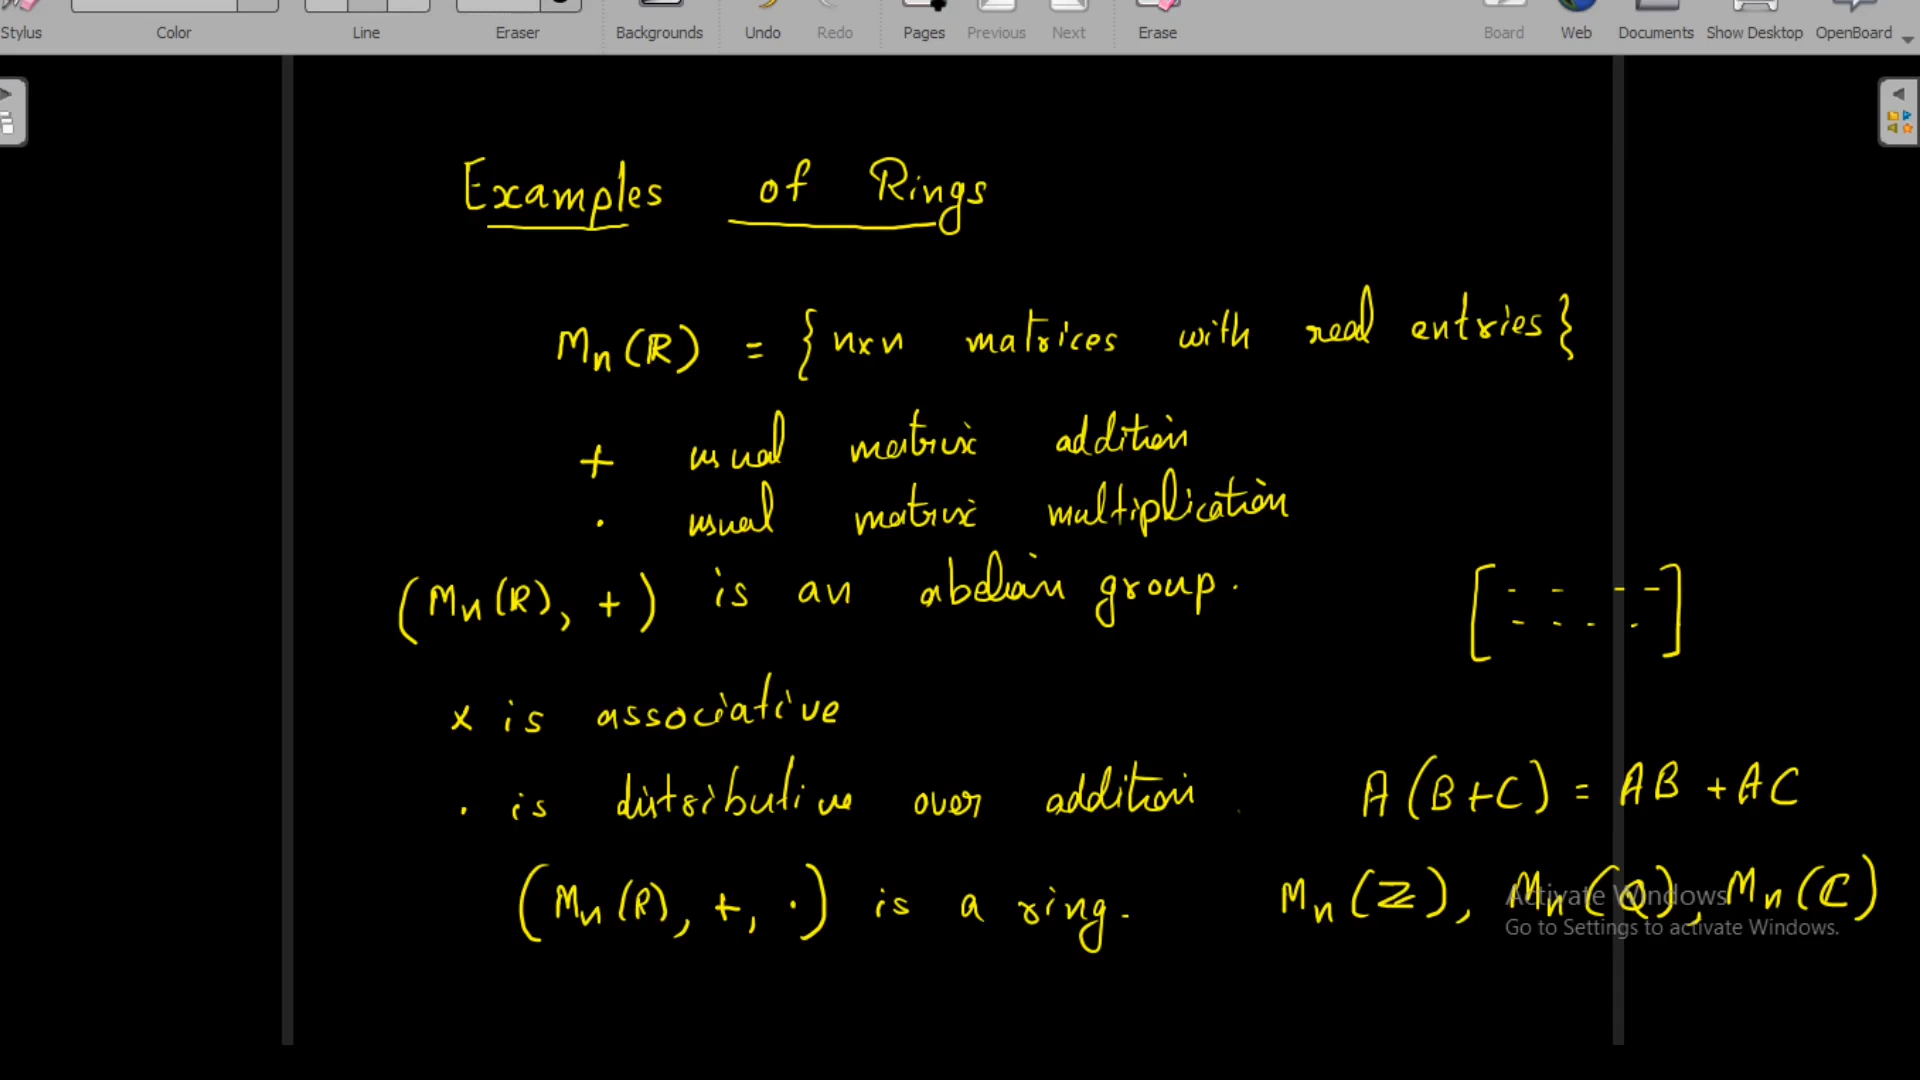 Stylus Color Line Eraser Backgrounds Undo Redo Pages Previous Next Erase Board Web Documents Show Desktop OpenBoard
Examples of Rings
Mn(ℝ) = {n×n matrices with real entries}
+ usual matrix addition
· usual matrix multiplication
(Mn(ℝ), +) is an abelian group.
x is associative
· is distributive over addition. A(B+C) = AB + AC
(Mn(ℝ), +, ·) is a ring. Mn(ℤ), Mn(ℚ), Mn(ℂ)
Activate Windows
Go to Settings to activate Windows.